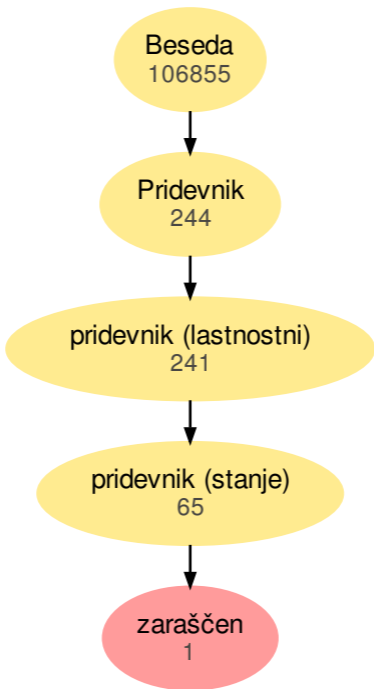 Beseda
106855
Pridevnik
244
pridevnik (lastnostni)
241
pridevnik (stanje)
65
zaraščen
1